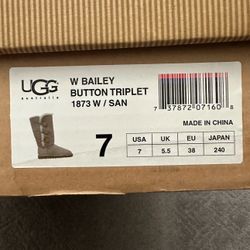 UGG
australia
W BAILEY
BUTTON TRIPLET
1873 W / SAN
7
7 37872 07160 8
MADE IN CHINA
USA UK EU JAPAN
7 5.5 38 240